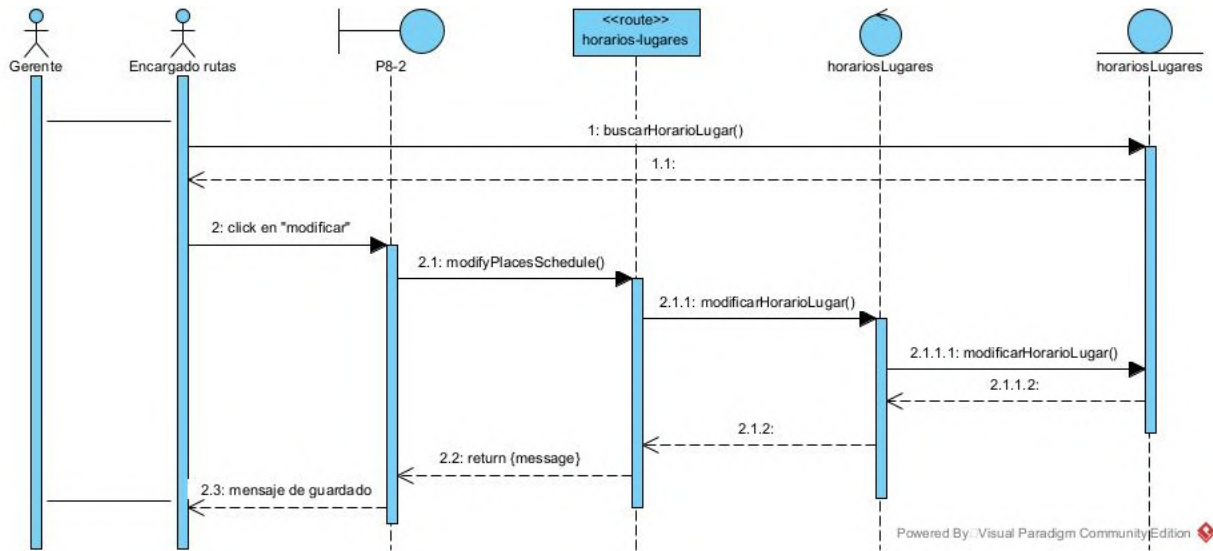 Gerente
Encargado rutas
P8-2
<<route>>
horarios-lugares
horariosLugares
horariosLugares
1: buscarHorarioLugar()
1.1:
2: click en "modificar"
2.1: modifyPlacesSchedule()
2.1.1: modificarHorarioLugar()
2.1.1.1: modificarHorarioLugar()
2.1.1.2:
2.1.2:
2.2: return {message}
2.3: mensaje de guardado
Powered By Visual Paradigm Community Edition